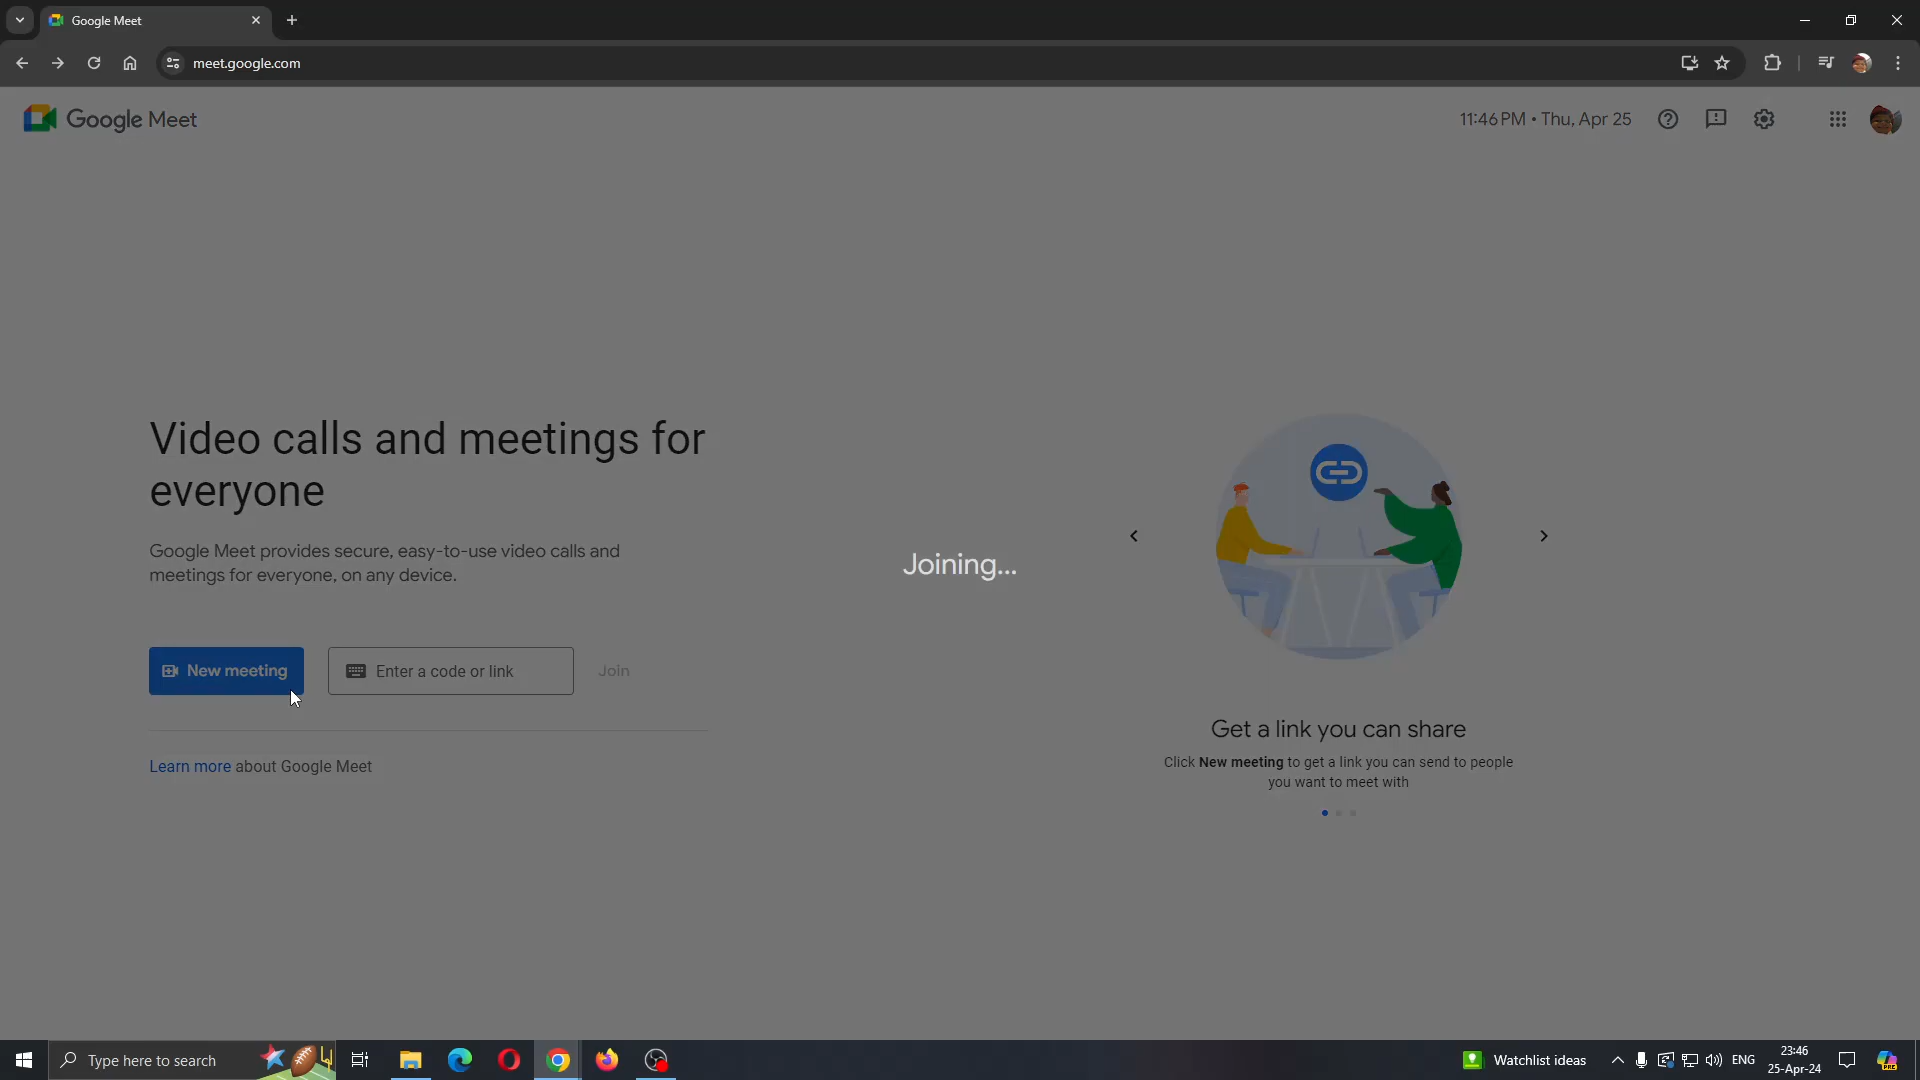 Google Meet
meet.google.com
Google Meet
11:46 PM • Thu, Apr 25
Video calls and meetings for
everyone
Google Meet provides secure, easy-to-use video calls and
meetings for everyone, on any device.
Joining...
New meeting
Enter a code or link
Join
Learn more about Google Meet
Get a link you can share
Click New meeting to get a link you can send to people
you want to meet with
Type here to search
Watchlist ideas
ENG
23:46
25-Apr-24
PRE